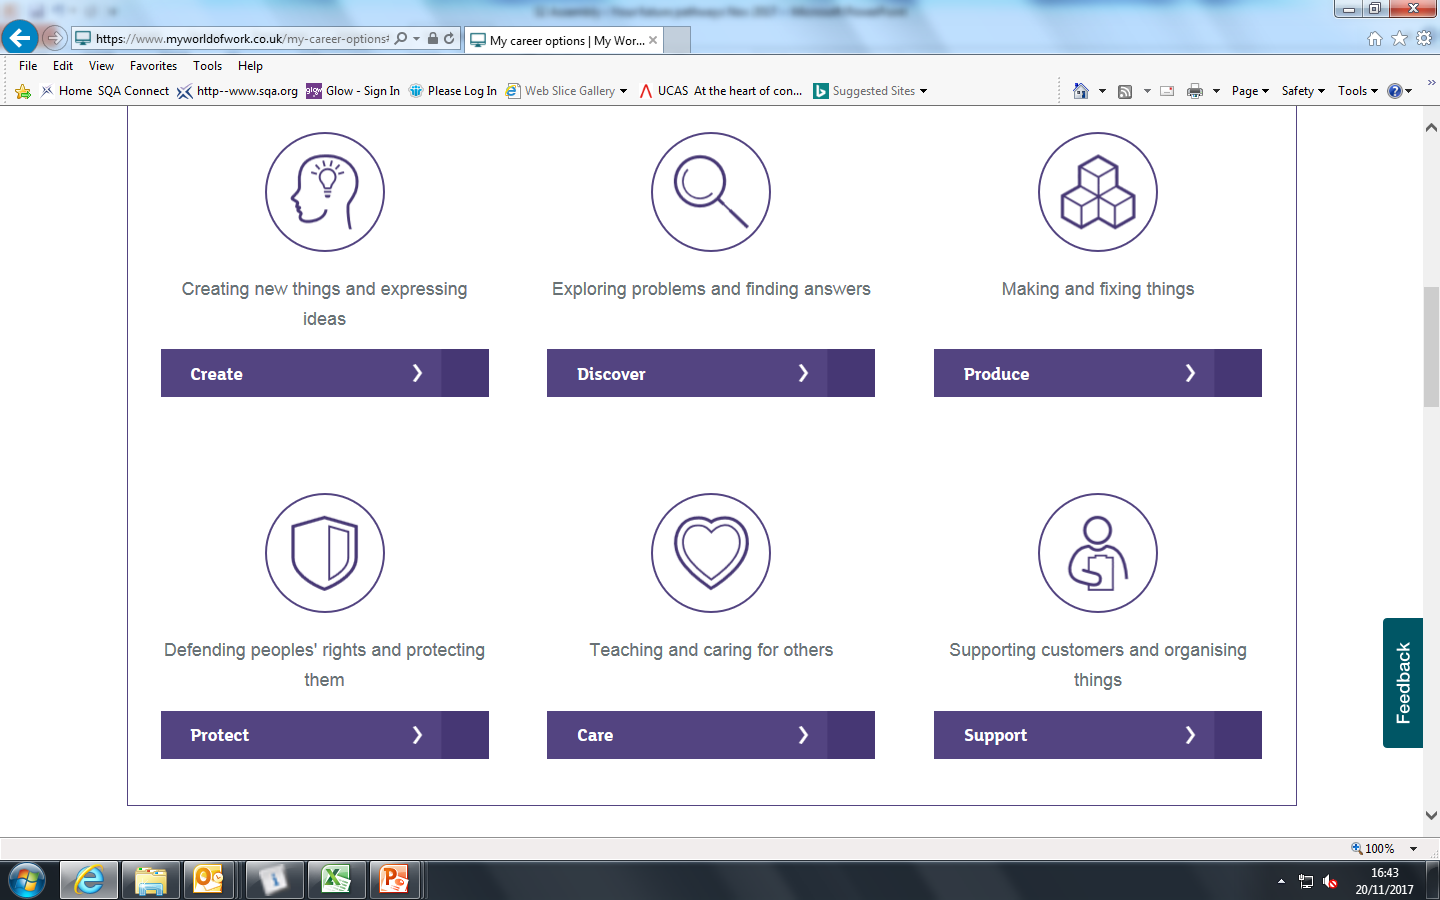 https://www.myworldofwork.co.uk/my-career-options#
My career options | My Wor...
File Edit View Favorites Tools Help
Home SQA Connect http--www.sqa.org Glow - Sign In Please Log In Web Slice Gallery UCAS At the heart of con... Suggested Sites Page Safety Tools
Creating new things and expressing
ideas
Exploring problems and finding answers
Making and fixing things
Create
Discover
Produce
Defending peoples' rights and protecting
them
Teaching and caring for others
Supporting customers and organising
things
Protect
Care
Support
Feedback
100%
16:43
20/11/2017